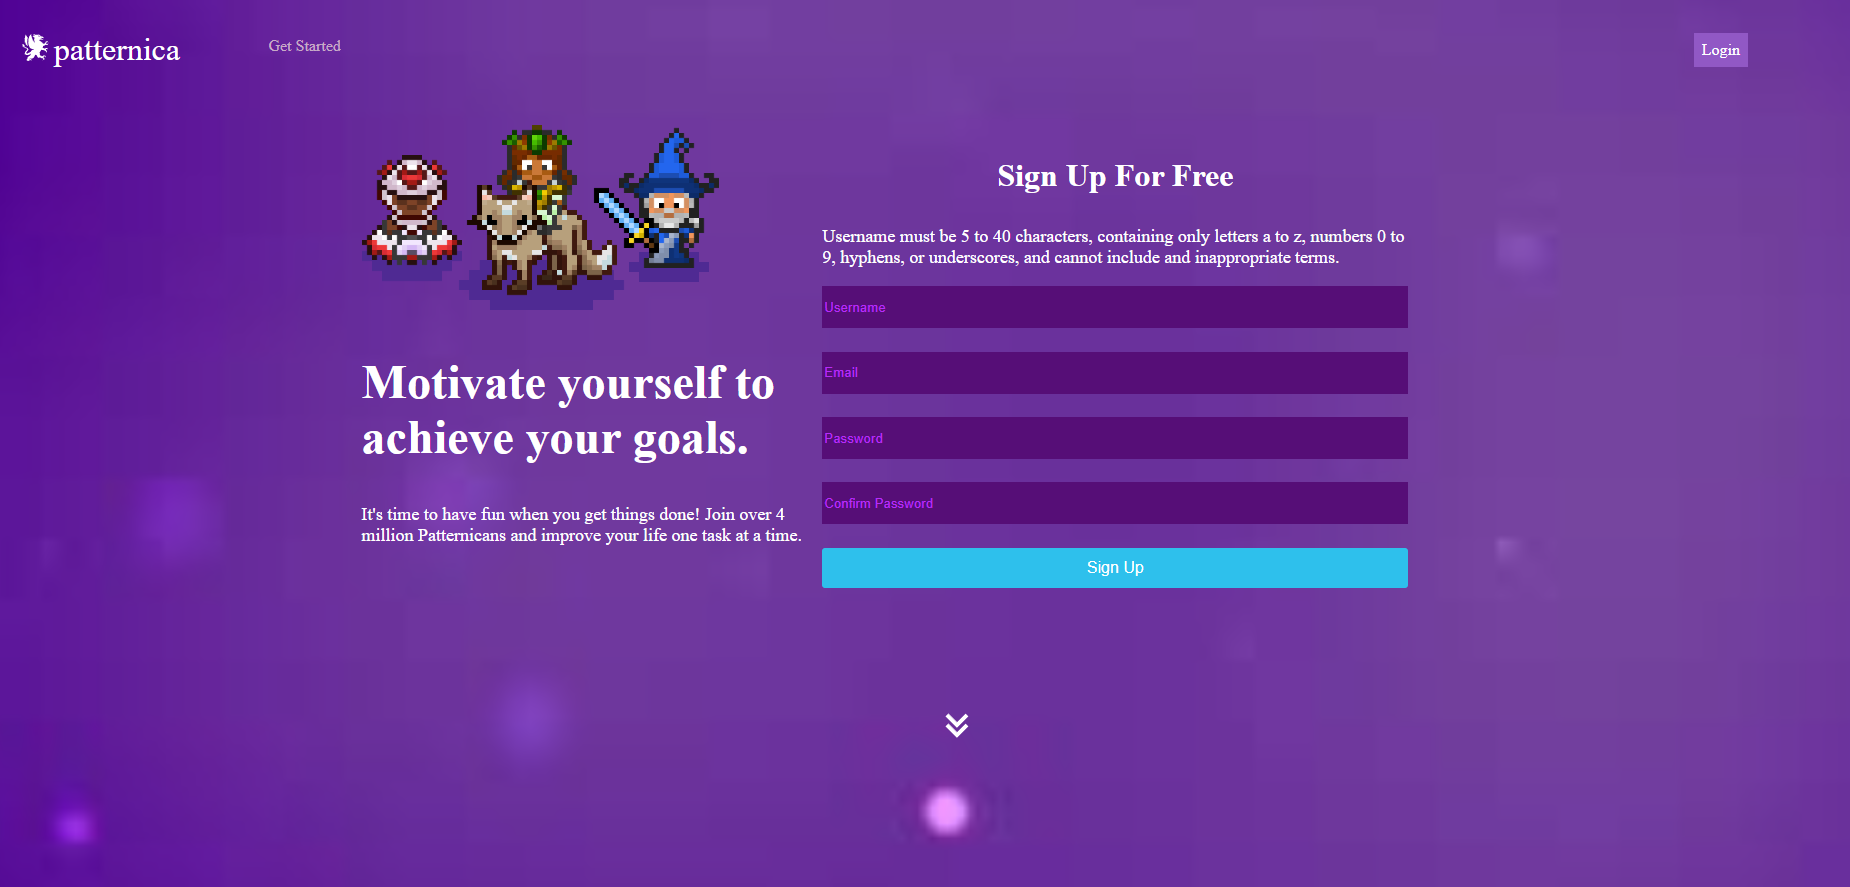 patternica
Get Started
Login
Motivate yourself to
achieve your goals.
It's time to have fun when you get things done! Join over 4
million Patternicans and improve your life one task at a time.
Sign Up For Free
Username must be 5 to 40 characters, containing only letters a to z, numbers 0 to
9, hyphens, or underscores, and cannot include and inappropriate terms.
Username
Email
Password
Confirm Password
Sign Up